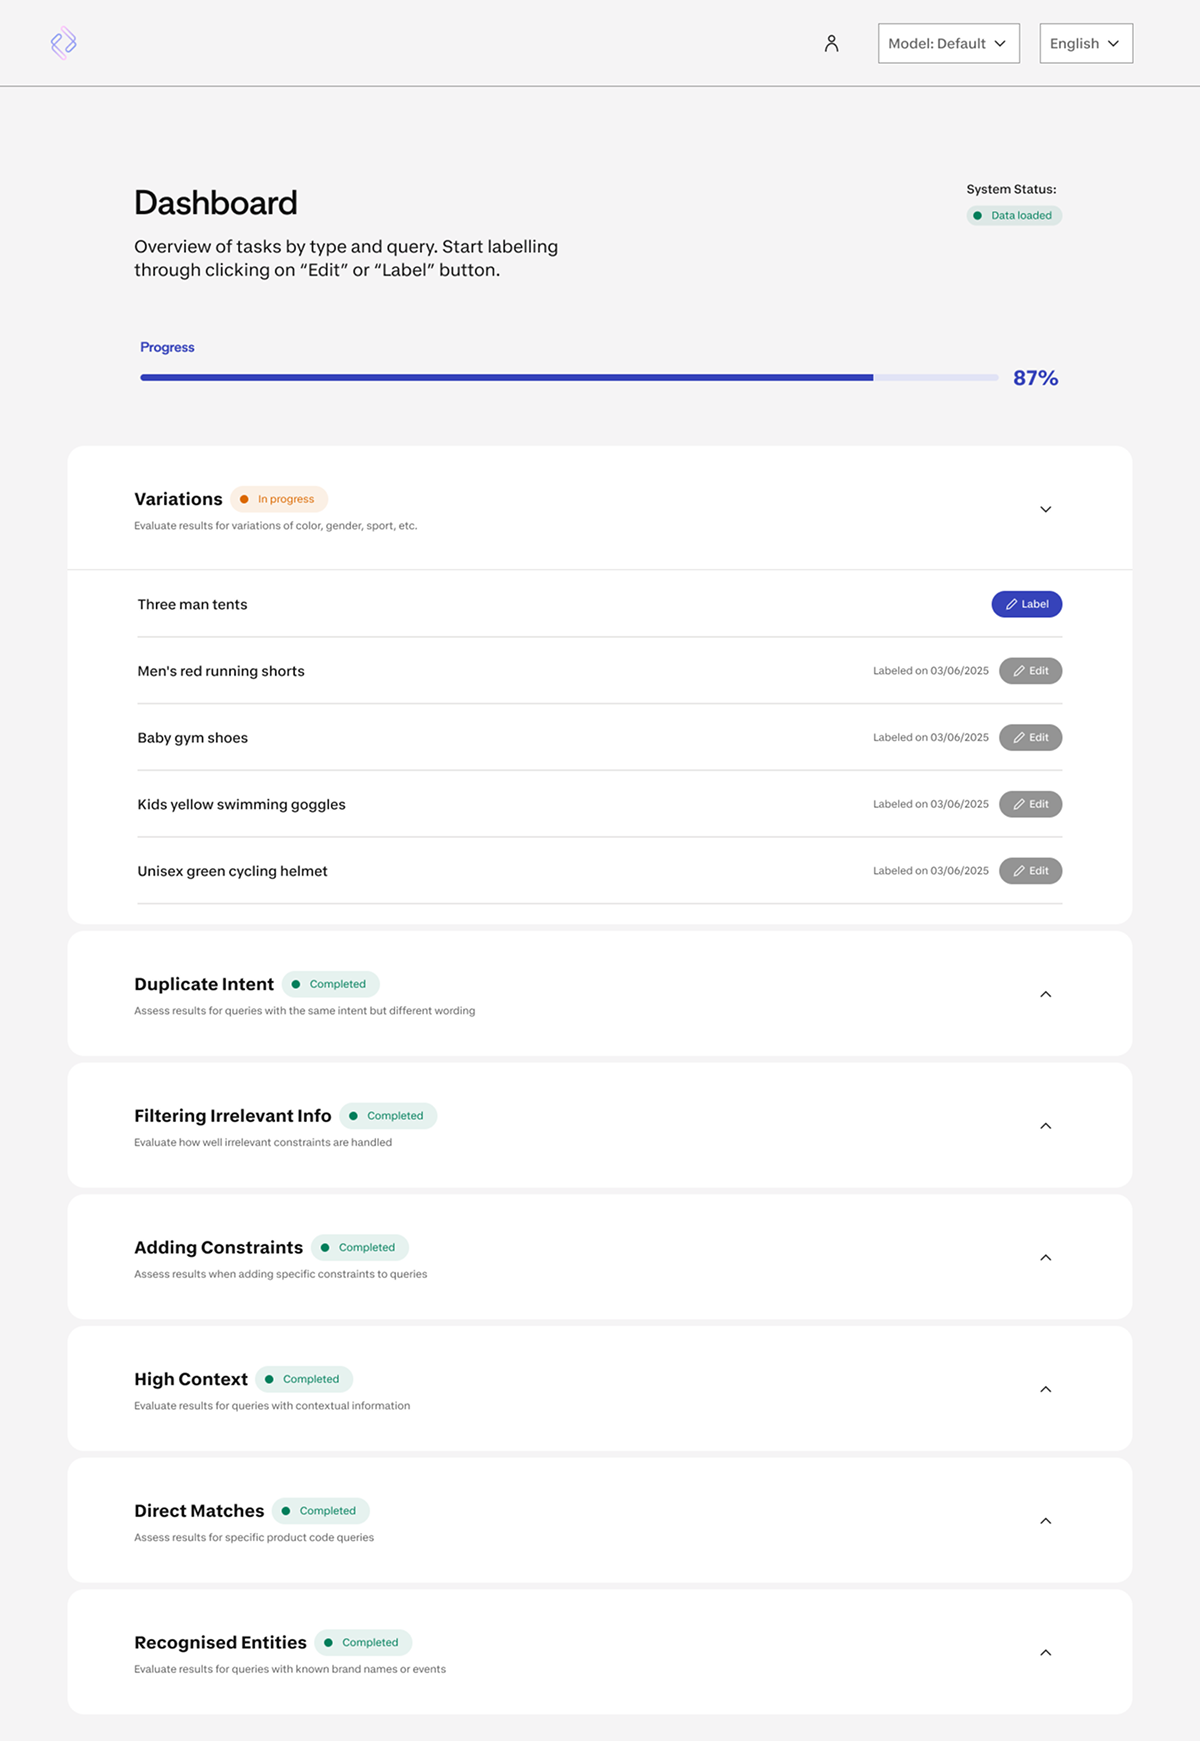 Model: Default
English
Dashboard
System Status:
Data loaded
Overview of tasks by type and query. Start labelling
through clicking on “Edit” or “Label” button.
Progress
87%
Variations
In progress
Evaluate results for variations of color, gender, sport, etc.
Three man tents
Label
Men's red running shorts
Labeled on 03/06/2025
Edit
Baby gym shoes
Labeled on 03/06/2025
Edit
Kids yellow swimming goggles
Labeled on 03/06/2025
Edit
Unisex green cycling helmet
Labeled on 03/06/2025
Edit
Duplicate Intent
Completed
Assess results for queries with the same intent but different wording
Filtering Irrelevant Info
Completed
Evaluate how well irrelevant constraints are handled
Adding Constraints
Completed
Assess results when adding specific constraints to queries
High Context
Completed
Evaluate results for queries with contextual information
Direct Matches
Completed
Assess results for specific product code queries
Recognised Entities
Completed
Evaluate results for queries with known brand names or events